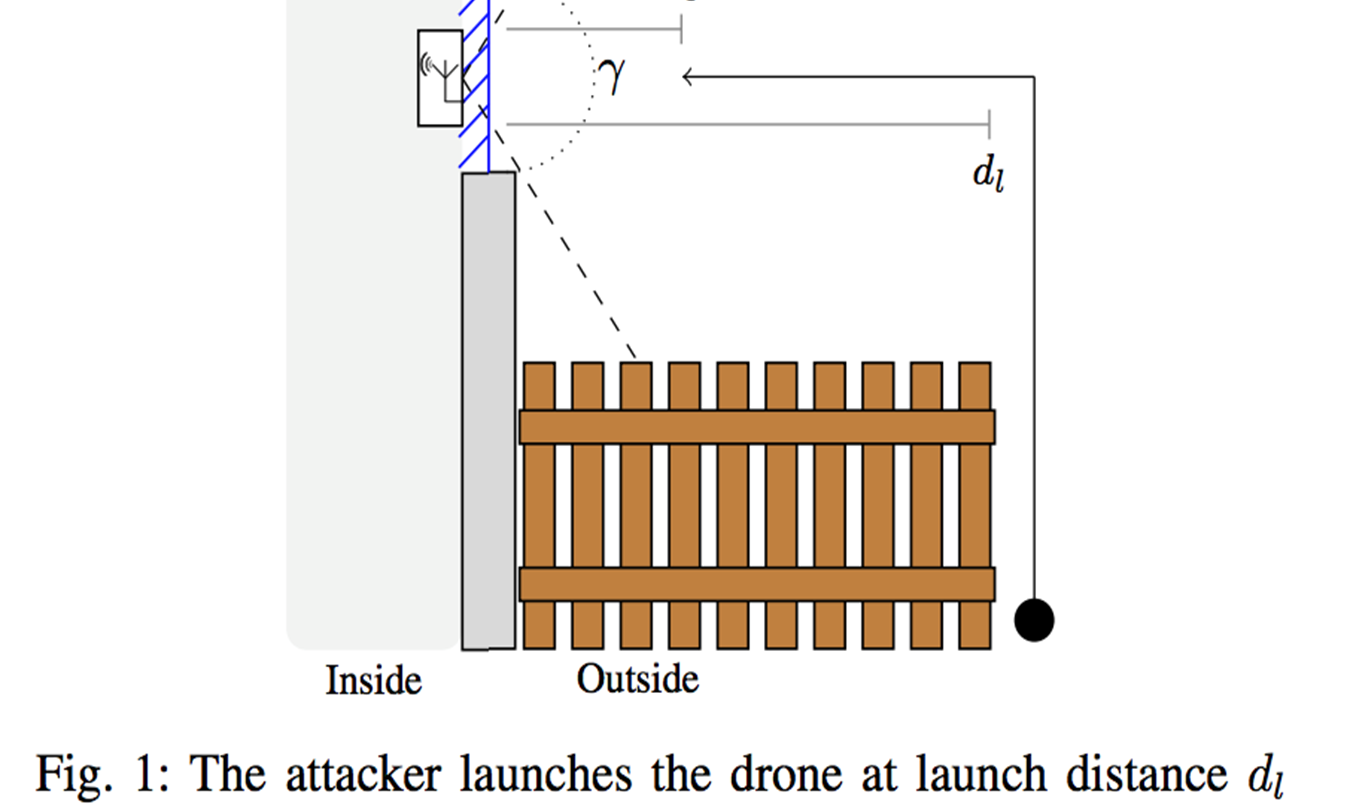 γ
d_l
Inside Outside
Fig. 1: The attacker launches the drone at launch distance d_l